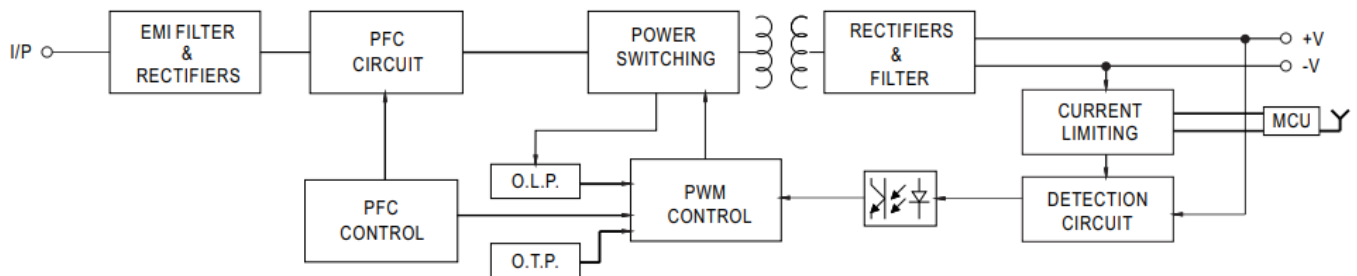 I/P
EMI FILTER
&
RECTIFIERS
PFC
CIRCUIT
POWER
SWITCHING
RECTIFIERS
&
FILTER
+V
-V
CURRENT
LIMITING
MCU
O.L.P.
PFC
CONTROL
PWM
CONTROL
DETECTION
CIRCUIT
O.T.P.